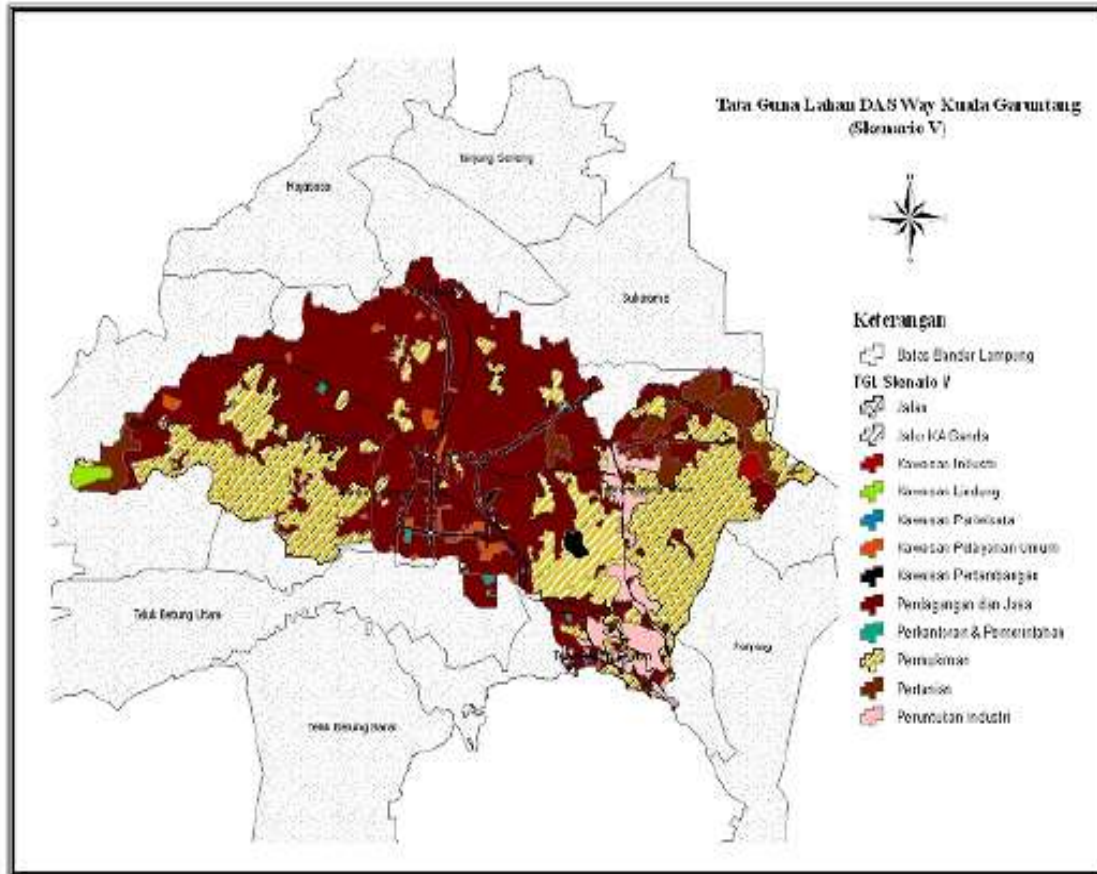 Tata Guna Lahan DAS Way Kuala Garuntang
(Skenario V)
Tanjung Senang
Rajabasa
Sukarame
Keterangan
Batas Bandar Lampung
TGL Skenario V
Jalan
Jalur KA Ganda
Kawasan Industri
Kawasan Lindung
Kawasan Pariwisata
Kawasan Pelayanan Umum
Kawasan Pertambangan
Perdagangan dan Jasa
Perkantoran & Pemerintahan
Permukiman
Pertanian
Peruntukan Industri
Teluk Betung Utara
Panjang
Teluk Betung Barat